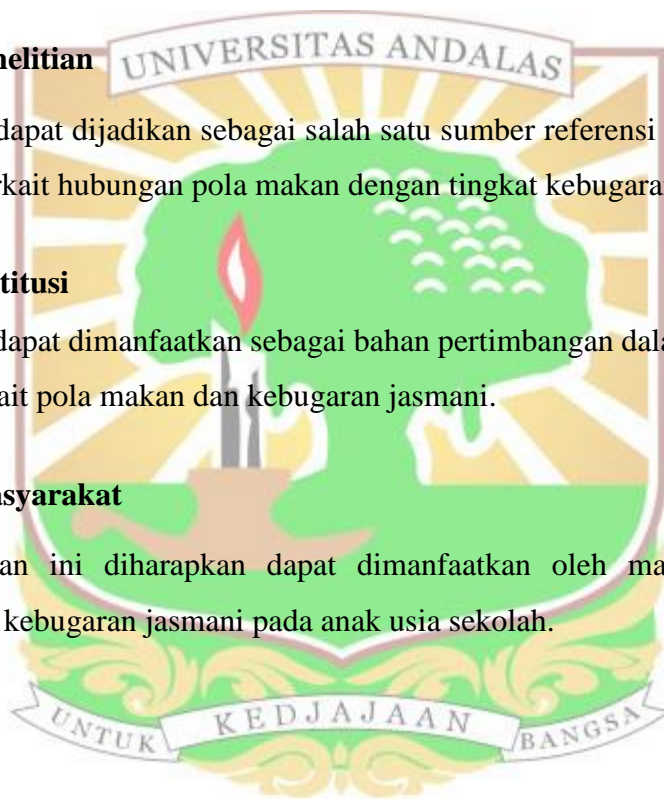 UNIVERSITAS ANDALAS
nelitian
dapat dijadikan sebagai salah satu sumber referensi
rkait hubungan pola makan dengan tingkat kebugaran
titusi
dapat dimanfaatkan sebagai bahan pertimbangan dala
ait pola makan dan kebugaran jasmani.
asyarakat
an ini diharapkan dapat dimanfaatkan oleh ma
kebugaran jasmani pada anak usia sekolah.
UNTUK KEDJAJAAN BANGSA